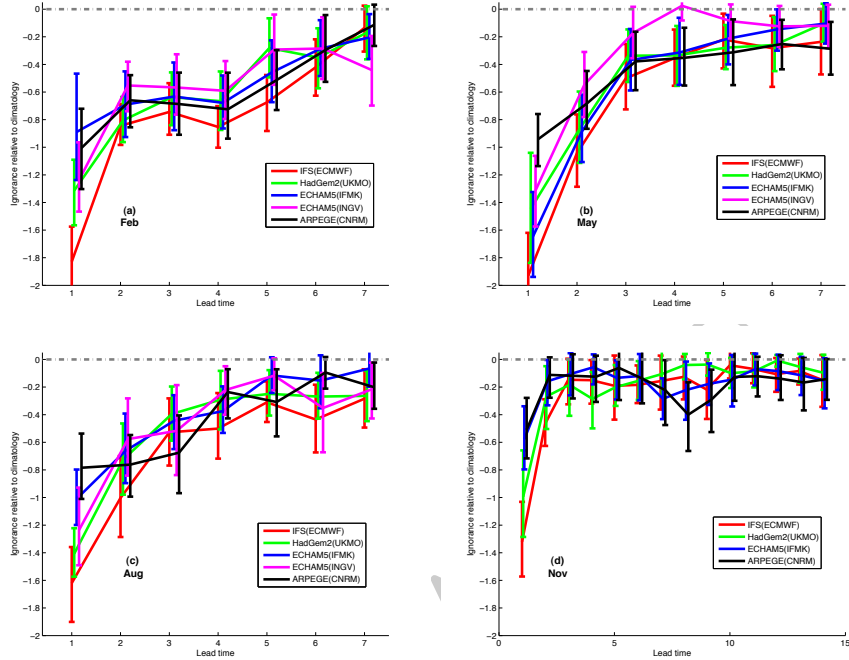 0
−0.2
−0.4
−0.6
−0.8
−1
−1.2
−1.4
−1.6
−1.8
−2
Ignorance relative to climatology
1 2 3 4 5 6 7
Lead time
(a)
Feb
IFS(ECMWF)
HadGem2(UKMO)
ECHAM5(IFMK)
ECHAM5(INGV)
ARPEGE(CNRM)
0
−0.2
−0.4
−0.6
−0.8
−1
−1.2
−1.4
−1.6
−1.8
−2
Ignorance relative to climatology
1 2 3 4 5 6 7
Lead time
(b)
May
IFS(ECMWF)
HadGem2(UKMO)
ECHAM5(IFMK)
ECHAM5(INGV)
ARPEGE(CNRM)
0
−0.2
−0.4
−0.6
−0.8
−1
−1.2
−1.4
−1.6
−1.8
−2
Ignorance relative to climatology
1 2 3 4 5 6 7
Lead time
(c)
Aug
IFS(ECMWF)
HadGem2(UKMO)
ECHAM5(IFMK)
ECHAM5(INGV)
ARPEGE(CNRM)
0
−0.2
−0.4
−0.6
−0.8
−1
−1.2
−1.4
−1.6
−1.8
−2
Ignorance relative to climatology
0 5 10 15
Lead time
(d)
Nov
IFS(ECMWF)
HadGem2(UKMO)
ECHAM5(IFMK)
ARPEGE(CNRM)